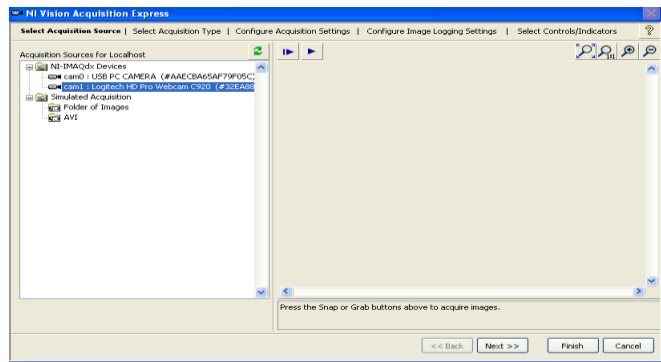 NI Vision Acquisition Express
Select Acquisition Source | Select Acquisition Type | Configure Acquisition Settings | Configure Image Logging Settings | Select Controls/Indicators
Acquisition Sources for Localhost
NI-IMAQdx Devices
cam0 : USB PC CAMERA (#AAECBA65AF79F05C)
cam1 : Logitech HD Pro Webcam C920 (#32EA88
Simulated Acquisition
Folder of Images
AVI
Press the Snap or Grab buttons above to acquire images.
<< Back Next >> Finish Cancel